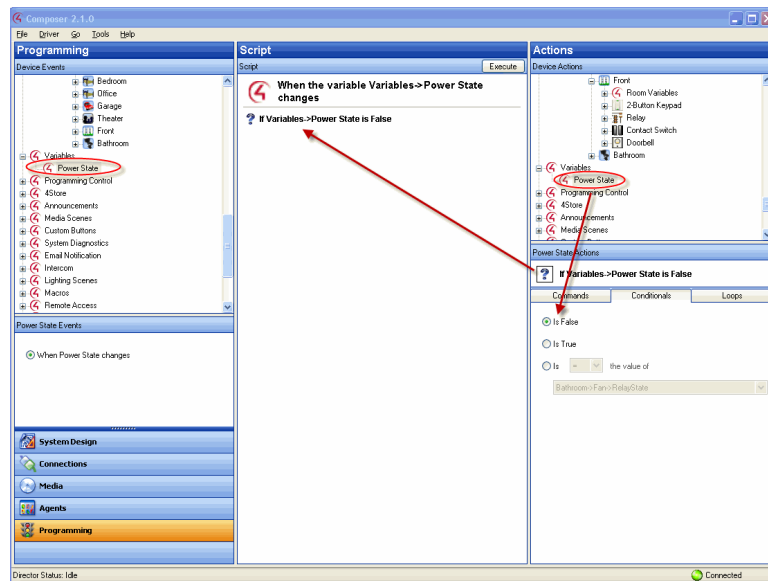 Composer 2.1.0
File Driver Go Tools Help
Programming
Device Events
Bedroom
Office
Garage
Theater
Front
Bathroom
Variables
Power State
Programming Control
4Store
Announcements
Media Scenes
Custom Buttons
System Diagnostics
Email Notification
Intercom
Lighting Scenes
Macros
Remote Access
Power State Events
When Power State changes
System Design
Connections
Media
Agents
Programming
Script
Script Execute
When the variable Variables->Power State
changes
? If Variables->Power State is False
Actions
Device Actions
Front
Room Variables
2-Button Keypad
Relay
Contact Switch
Doorbell
Bathroom
Variables
Power State
Programming Control
4Store
Announcements
Media Scenes
Power State Actions
? If Variables->Power State is False
Commands Conditionals Loops
Is False
Is True
Is = the value of
Bathroom->Fan->RelayState
Director Status: Idle
Connected